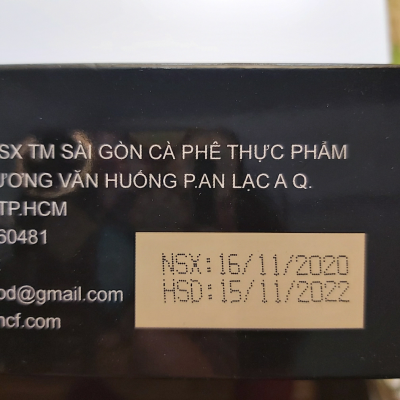 SX TM SÀI GÒN CÀ PHÊ THỰC PHẨM
ƯƠNG VĂN HUỐNG P.AN LẠC A Q.
TP.HCM
60481
od@gmail.com
ncf.com
NSX:16/11/2020
HSD:15/11/2022